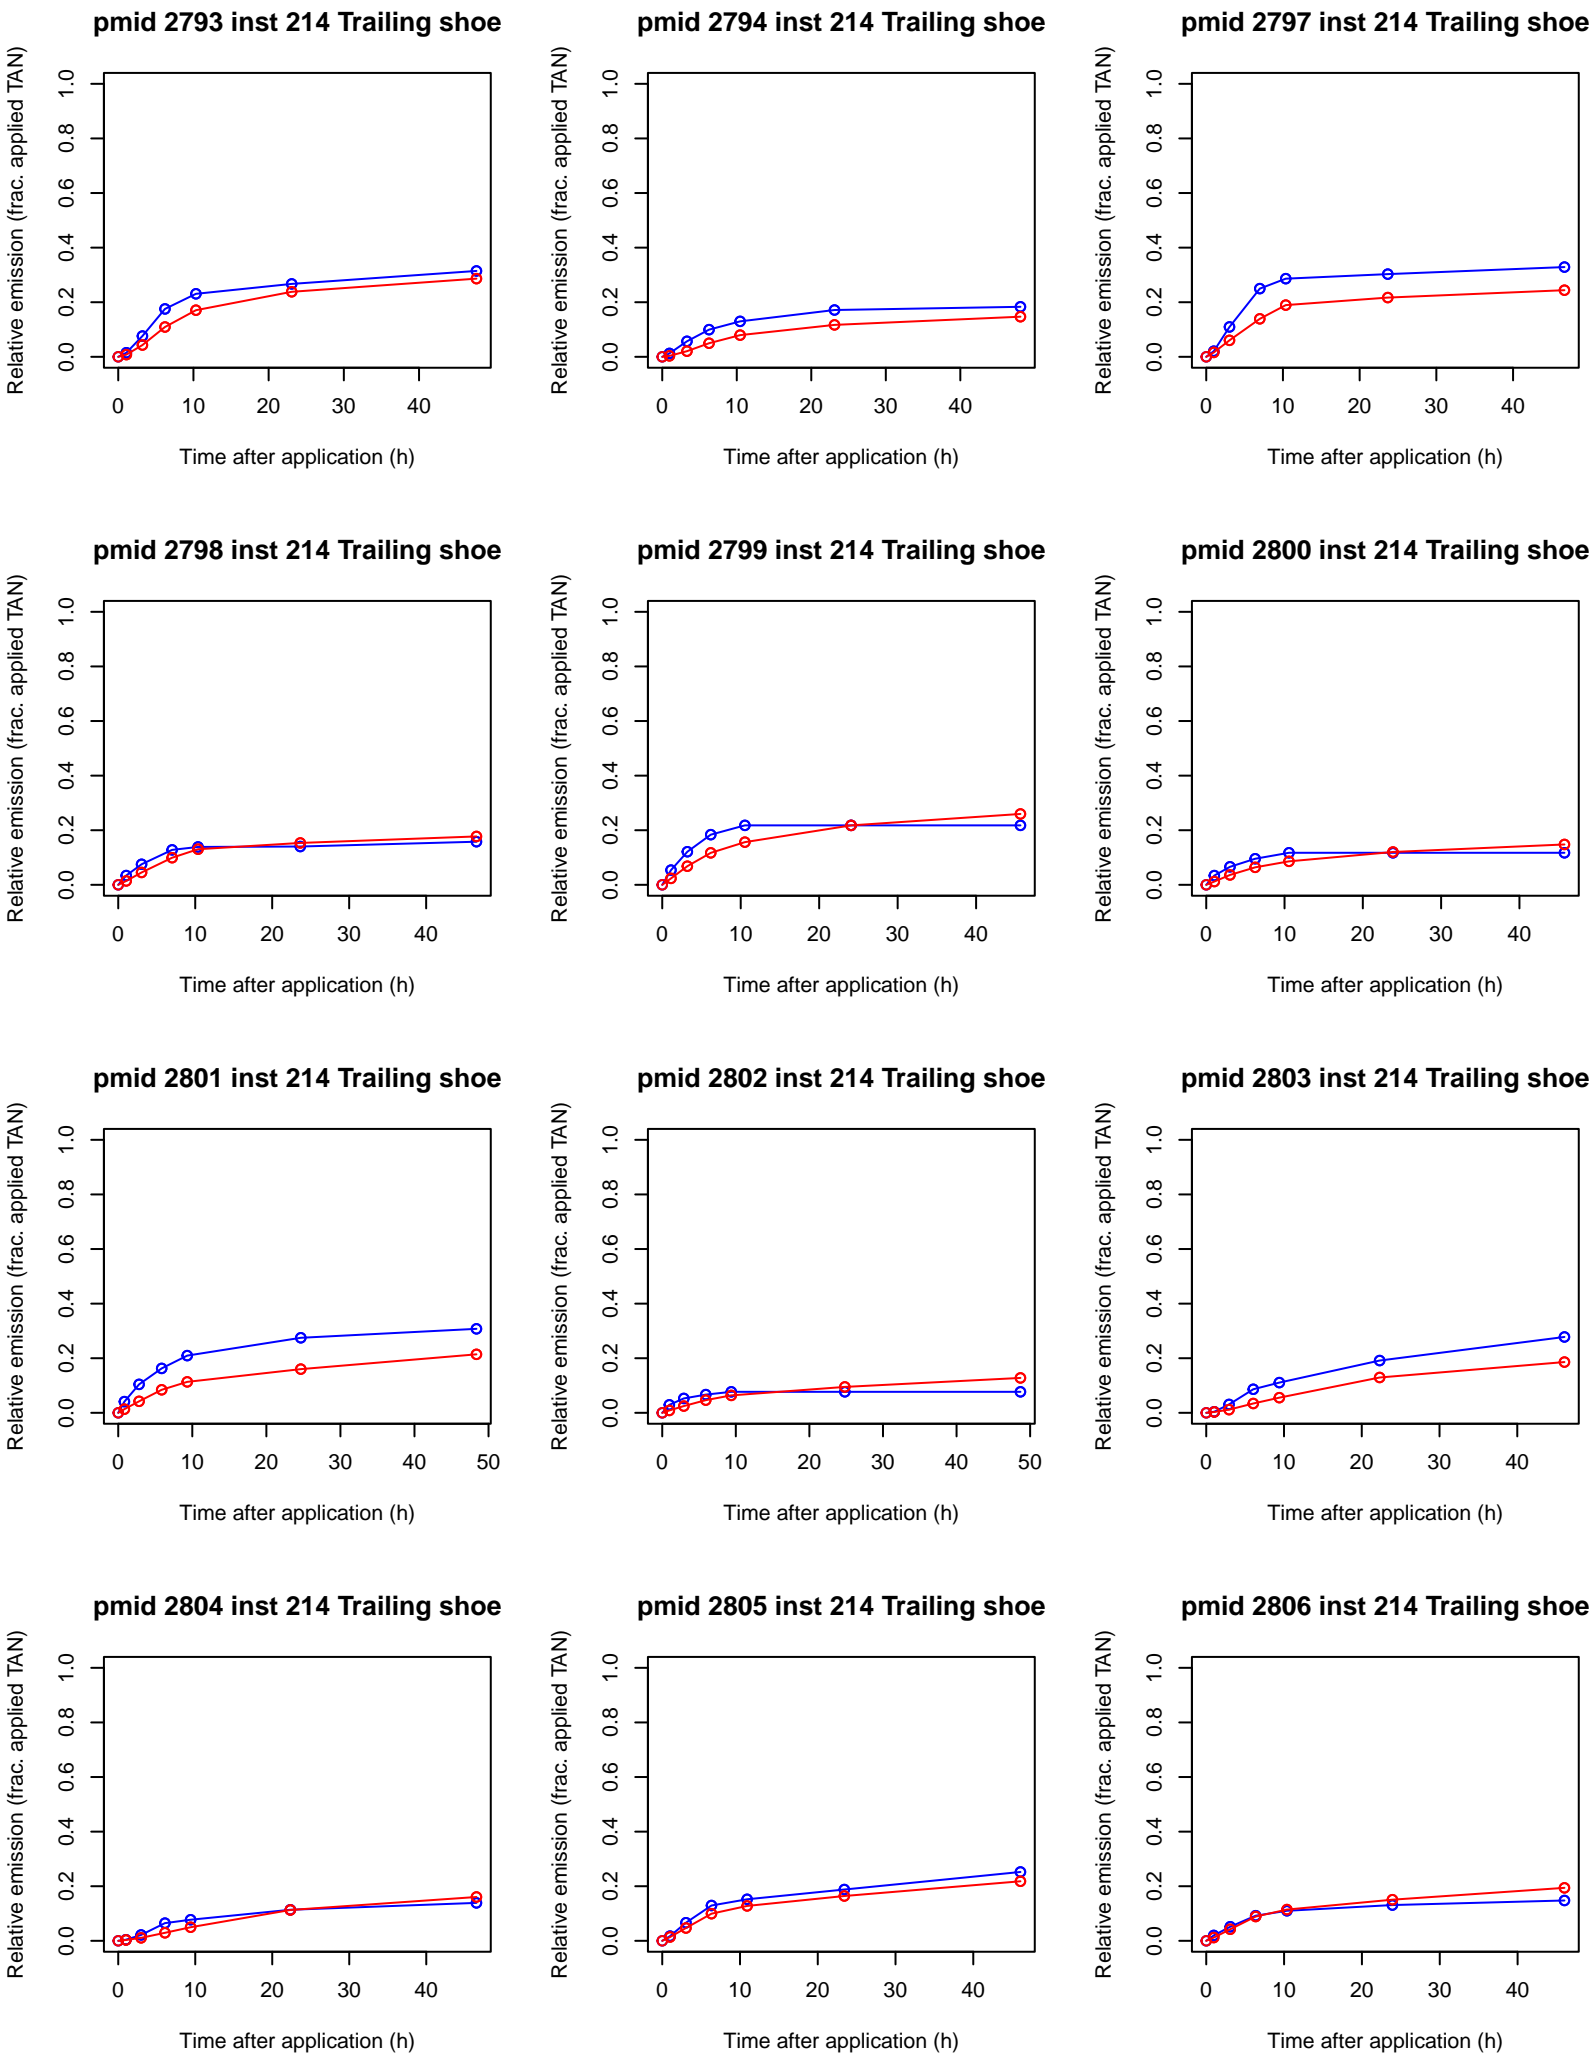 pmid 2793 inst 214 Trailing shoe
Relative emission (frac. applied TAN)
1.0
0.8
0.6
0.4
0.2
0.0
0 10 20 30 40
Time after application (h)
pmid 2794 inst 214 Trailing shoe
Relative emission (frac. applied TAN)
1.0
0.8
0.6
0.4
0.2
0.0
0 10 20 30 40
Time after application (h)
pmid 2797 inst 214 Trailing shoe
Relative emission (frac. applied TAN)
1.0
0.8
0.6
0.4
0.2
0.0
0 10 20 30 40
Time after application (h)
pmid 2798 inst 214 Trailing shoe
Relative emission (frac. applied TAN)
1.0
0.8
0.6
0.4
0.2
0.0
0 10 20 30 40
Time after application (h)
pmid 2799 inst 214 Trailing shoe
Relative emission (frac. applied TAN)
1.0
0.8
0.6
0.4
0.2
0.0
0 10 20 30 40
Time after application (h)
pmid 2800 inst 214 Trailing shoe
Relative emission (frac. applied TAN)
1.0
0.8
0.6
0.4
0.2
0.0
0 10 20 30 40
Time after application (h)
pmid 2801 inst 214 Trailing shoe
Relative emission (frac. applied TAN)
1.0
0.8
0.6
0.4
0.2
0.0
0 10 20 30 40 50
Time after application (h)
pmid 2802 inst 214 Trailing shoe
Relative emission (frac. applied TAN)
1.0
0.8
0.6
0.4
0.2
0.0
0 10 20 30 40 50
Time after application (h)
pmid 2803 inst 214 Trailing shoe
Relative emission (frac. applied TAN)
1.0
0.8
0.6
0.4
0.2
0.0
0 10 20 30 40
Time after application (h)
pmid 2804 inst 214 Trailing shoe
Relative emission (frac. applied TAN)
1.0
0.8
0.6
0.4
0.2
0.0
0 10 20 30 40
Time after application (h)
pmid 2805 inst 214 Trailing shoe
Relative emission (frac. applied TAN)
1.0
0.8
0.6
0.4
0.2
0.0
0 10 20 30 40
Time after application (h)
pmid 2806 inst 214 Trailing shoe
Relative emission (frac. applied TAN)
1.0
0.8
0.6
0.4
0.2
0.0
0 10 20 30 40
Time after application (h)